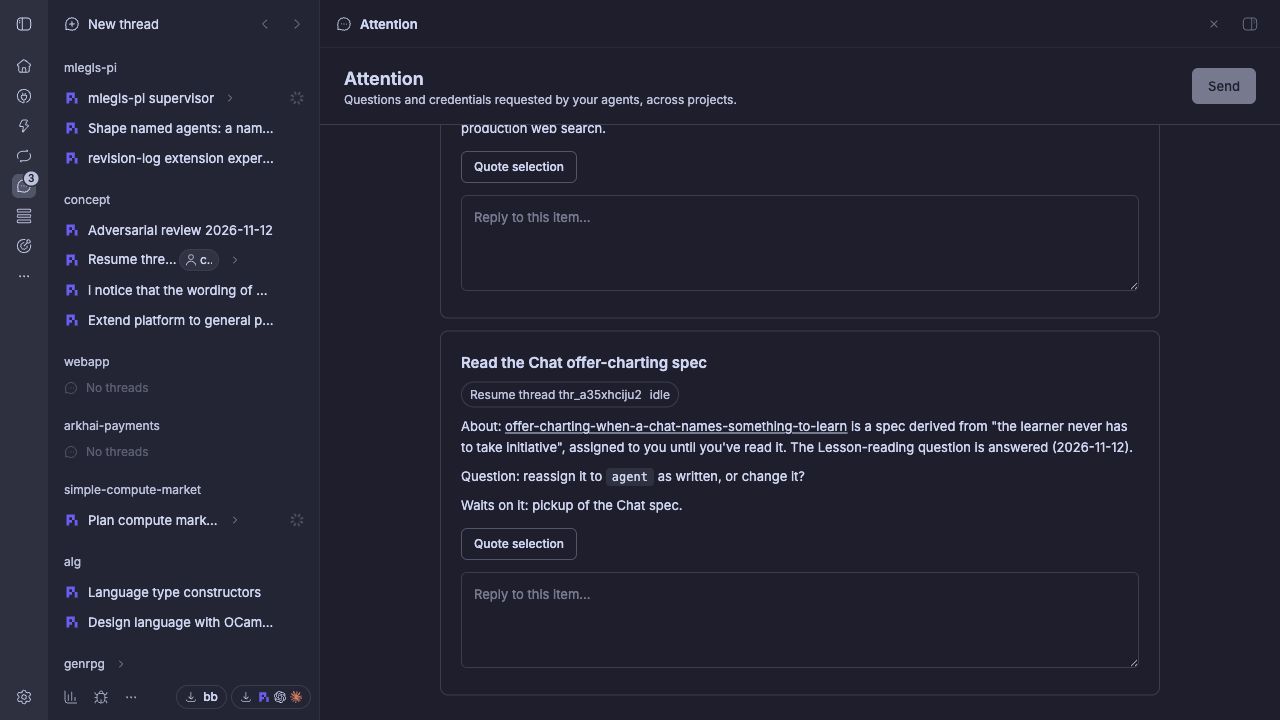 New thread
mlegls-pi
mlegls-pi supervisor
Shape named agents: a nam...
revision-log extension exper...
3
concept
Adversarial review 2026-11-12
Resume thre... c..
I notice that the wording of ...
Extend platform to general p...
webapp
No threads
arkhai-payments
No threads
simple-compute-market
Plan compute mark...
alg
Language type constructors
Design language with OCam...
genrpg
bb
Attention
Attention
Questions and credentials requested by your agents, across projects.
Send
production web search.
Quote selection
Reply to this item...
Read the Chat offer-charting spec
Resume thread thr_a35xhciju2 idle
About: offer-charting-when-a-chat-names-something-to-learn is a spec derived from "the learner never has
to take initiative", assigned to you until you've read it. The Lesson-reading question is answered (2026-11-12).
Question: reassign it to agent as written, or change it?
Waits on it: pickup of the Chat spec.
Quote selection
Reply to this item...